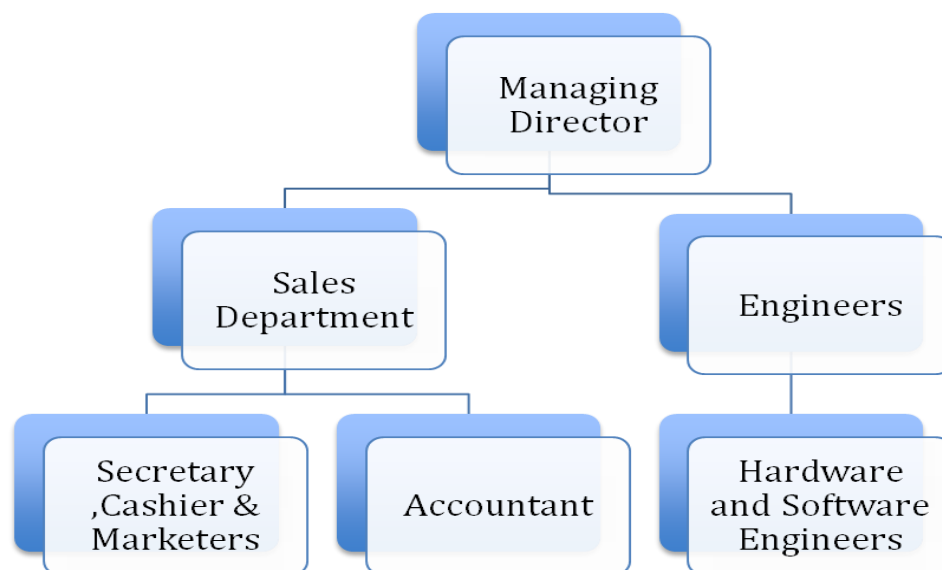 Managing
Director
Sales
Department
Engineers
Secretary
,Cashier &
Marketers
Accountant
Hardware
and Software
Engineers